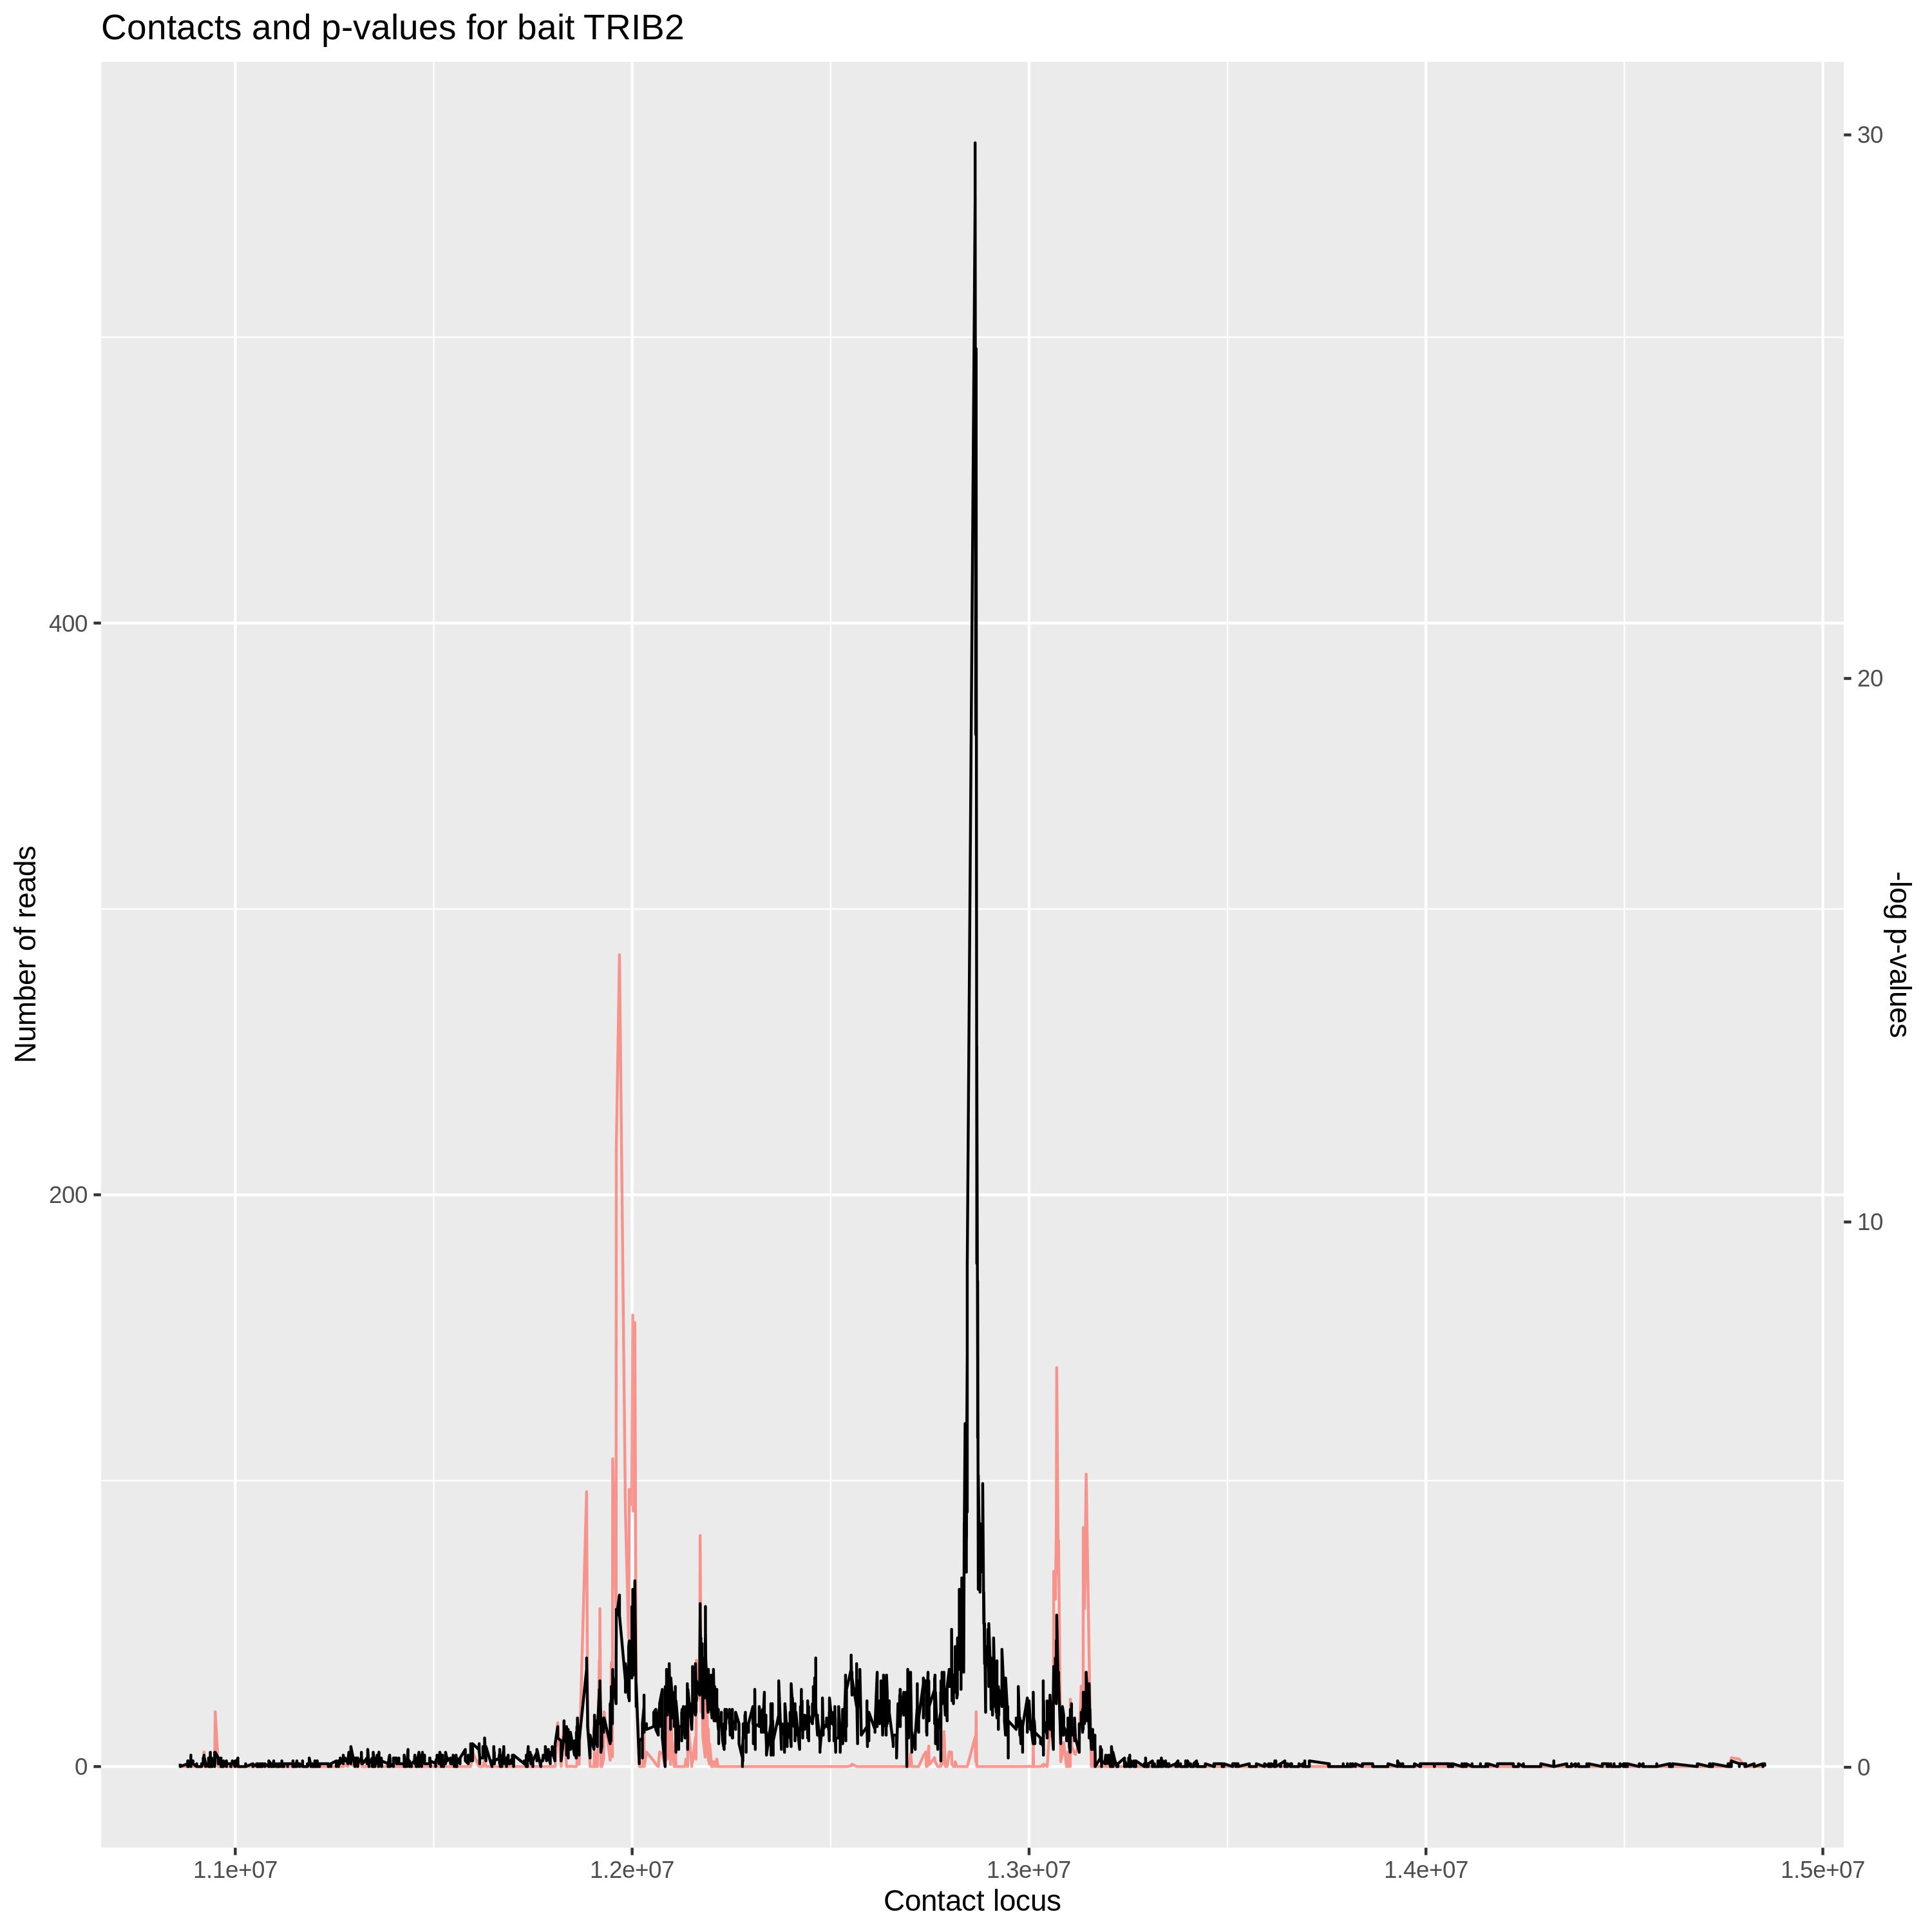 Contacts and p-values for bait TRIB2
30
400
20
Number of reads
-log p-values
200
10
0
0
1.1e+07
1.2e+07
1.3e+07
1.4e+07
1.5e+07
Contact locus